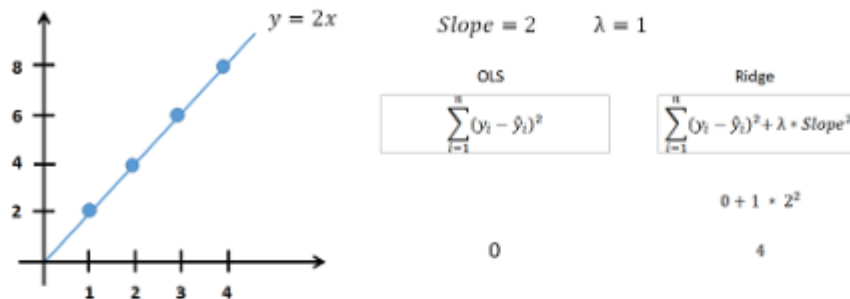 y = 2x
Slope = 2 λ = 1
OLS Ridge
n n
∑(yᵢ − ŷᵢ)² ∑(yᵢ − ŷᵢ)² + λ ∗ Slope²
i=1 i=1
0 + 1 ∗ 2²
0 4
8
6
4
2
1 2 3 4